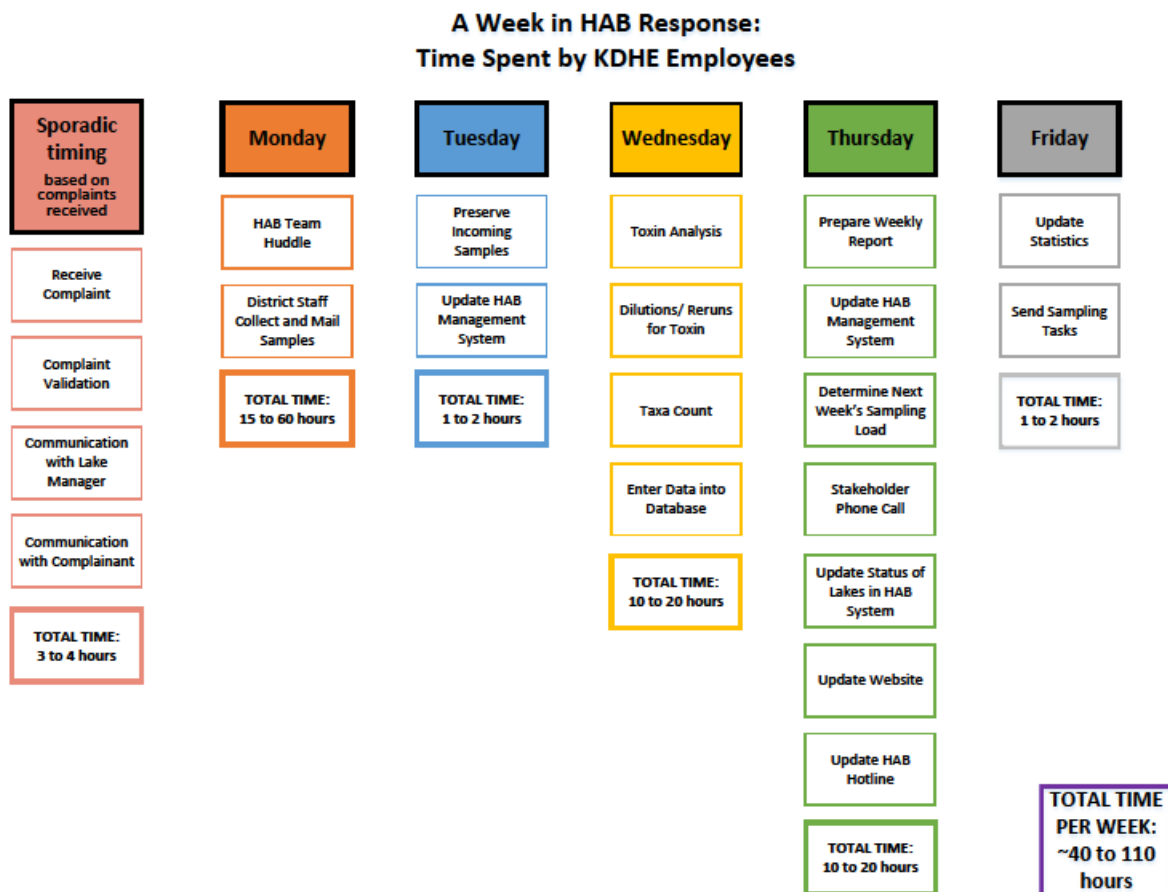 A Week in HAB Response:
Time Spent by KDHE Employees
Sporadic
timing
based on
complaints
received
Receive
Complaint
Complaint
Validation
Communication
with Lake
Manager
Communication
with Complainant
TOTAL TIME:
3 to 4 hours
Monday
HAB Team
Huddle
District Staff
Collect and Mail
Samples
TOTAL TIME:
15 to 60 hours
Tuesday
Preserve
Incoming
Samples
Update HAB
Management
System
TOTAL TIME:
1 to 2 hours
Wednesday
Toxin Analysis
Dilutions/ Reruns
for Toxin
Taxa Count
Enter Data into
Database
TOTAL TIME:
10 to 20 hours
Thursday
Prepare Weekly
Report
Update HAB
Management
System
Determine Next
Week's Sampling
Load
Stakeholder
Phone Call
Update Status of
Lakes in HAB
System
Update Website
Update HAB
Hotline
TOTAL TIME:
10 to 20 hours
Friday
Update
Statistics
Send Sampling
Tasks
TOTAL TIME:
1 to 2 hours
TOTAL TIME
PER WEEK:
~40 to 110
hours